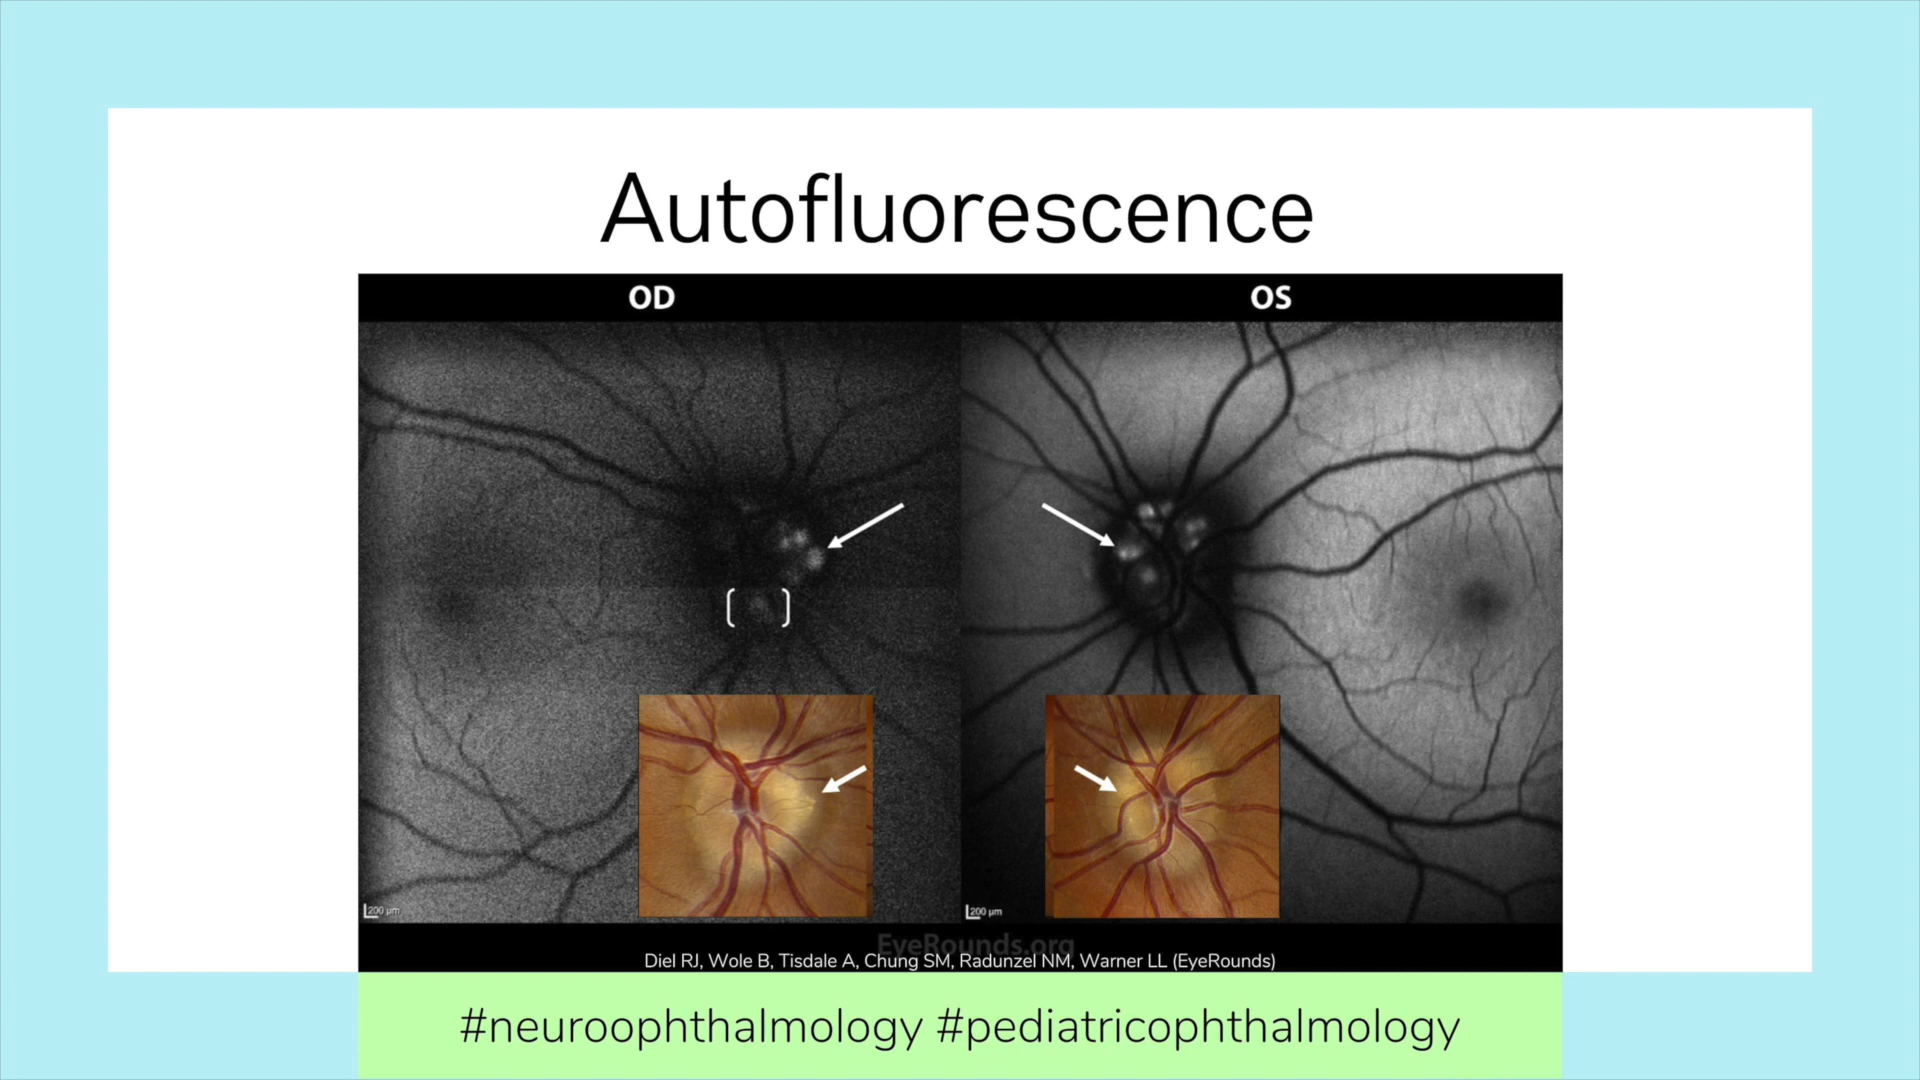 Autofluorescence
OD
OS
200 µm
200 µm
EyeRounds.org
Diel RJ, Wole B, Tisdale A, Chung SM, Radunzel NM, Warner LL (EyeRounds)
#neuroophthalmology #pediatricophthalmology